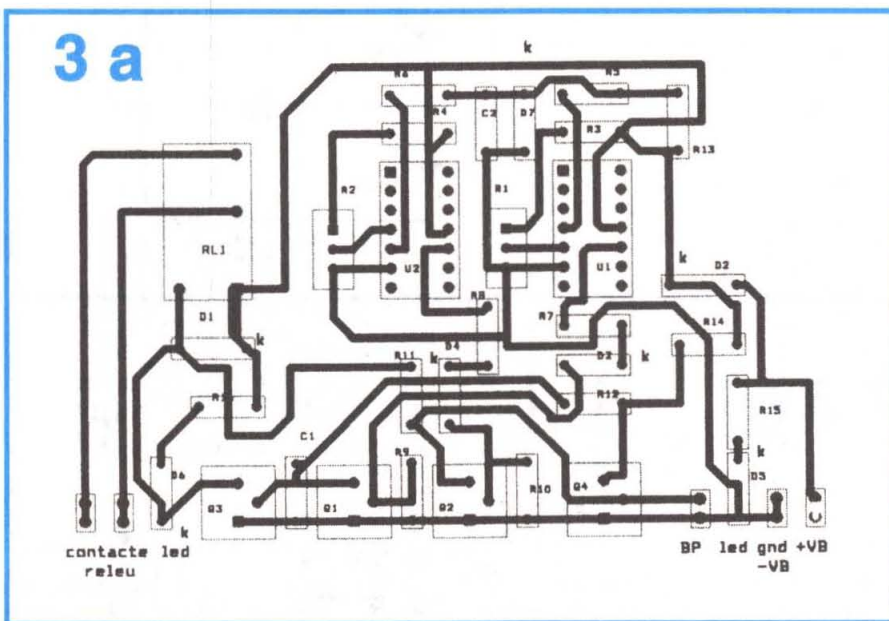 3 a
k
R6
R5
R4
C2
D7
R3
R13
R2
R1
RL1
U2
U1
k
D2
R8
D1
R7
R14
k
D4
R11
k
D3
k
R12
R15
C1
k
D6
R9
D5
Q3
Q1
Q2
R10
Q4
k
contacte led
releu
BP led gnd +VB
-VB